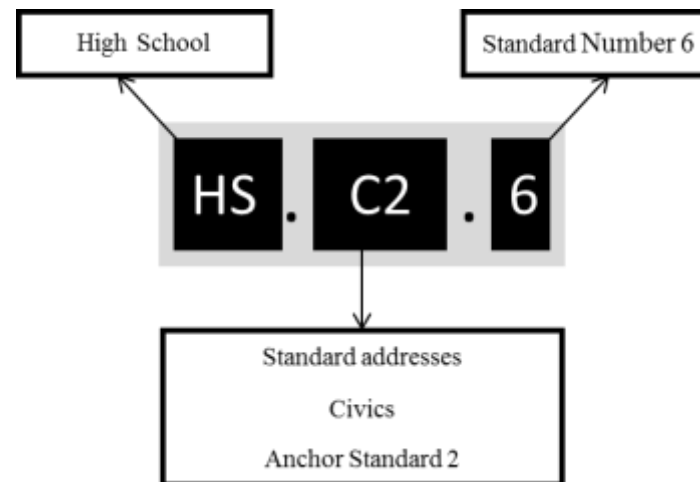 High School
Standard Number 6
HS . C2 . 6
Standard addresses
Civics
Anchor Standard 2